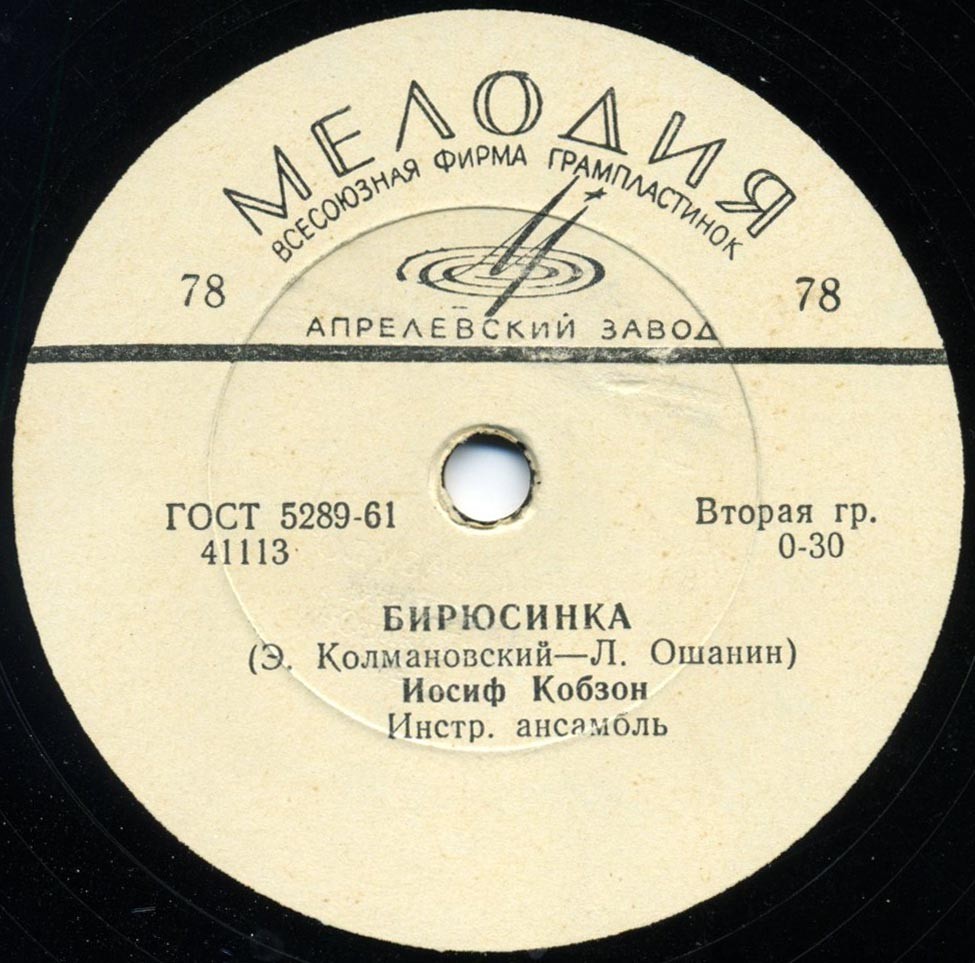 МЕЛОДИЯ
ВСЕСОЮЗНАЯ ФИРМА ГРАМПЛАСТИНОК
78 78
АПРЕЛЕВСКИЙ ЗАВОД
ГОСТ 5289-61 Вторая гр.
41113 0-30
БИРЮСИНКА
(Э. Колмановский—Л. Ошанин)
Иосиф Кобзон
Инстр. ансамбль